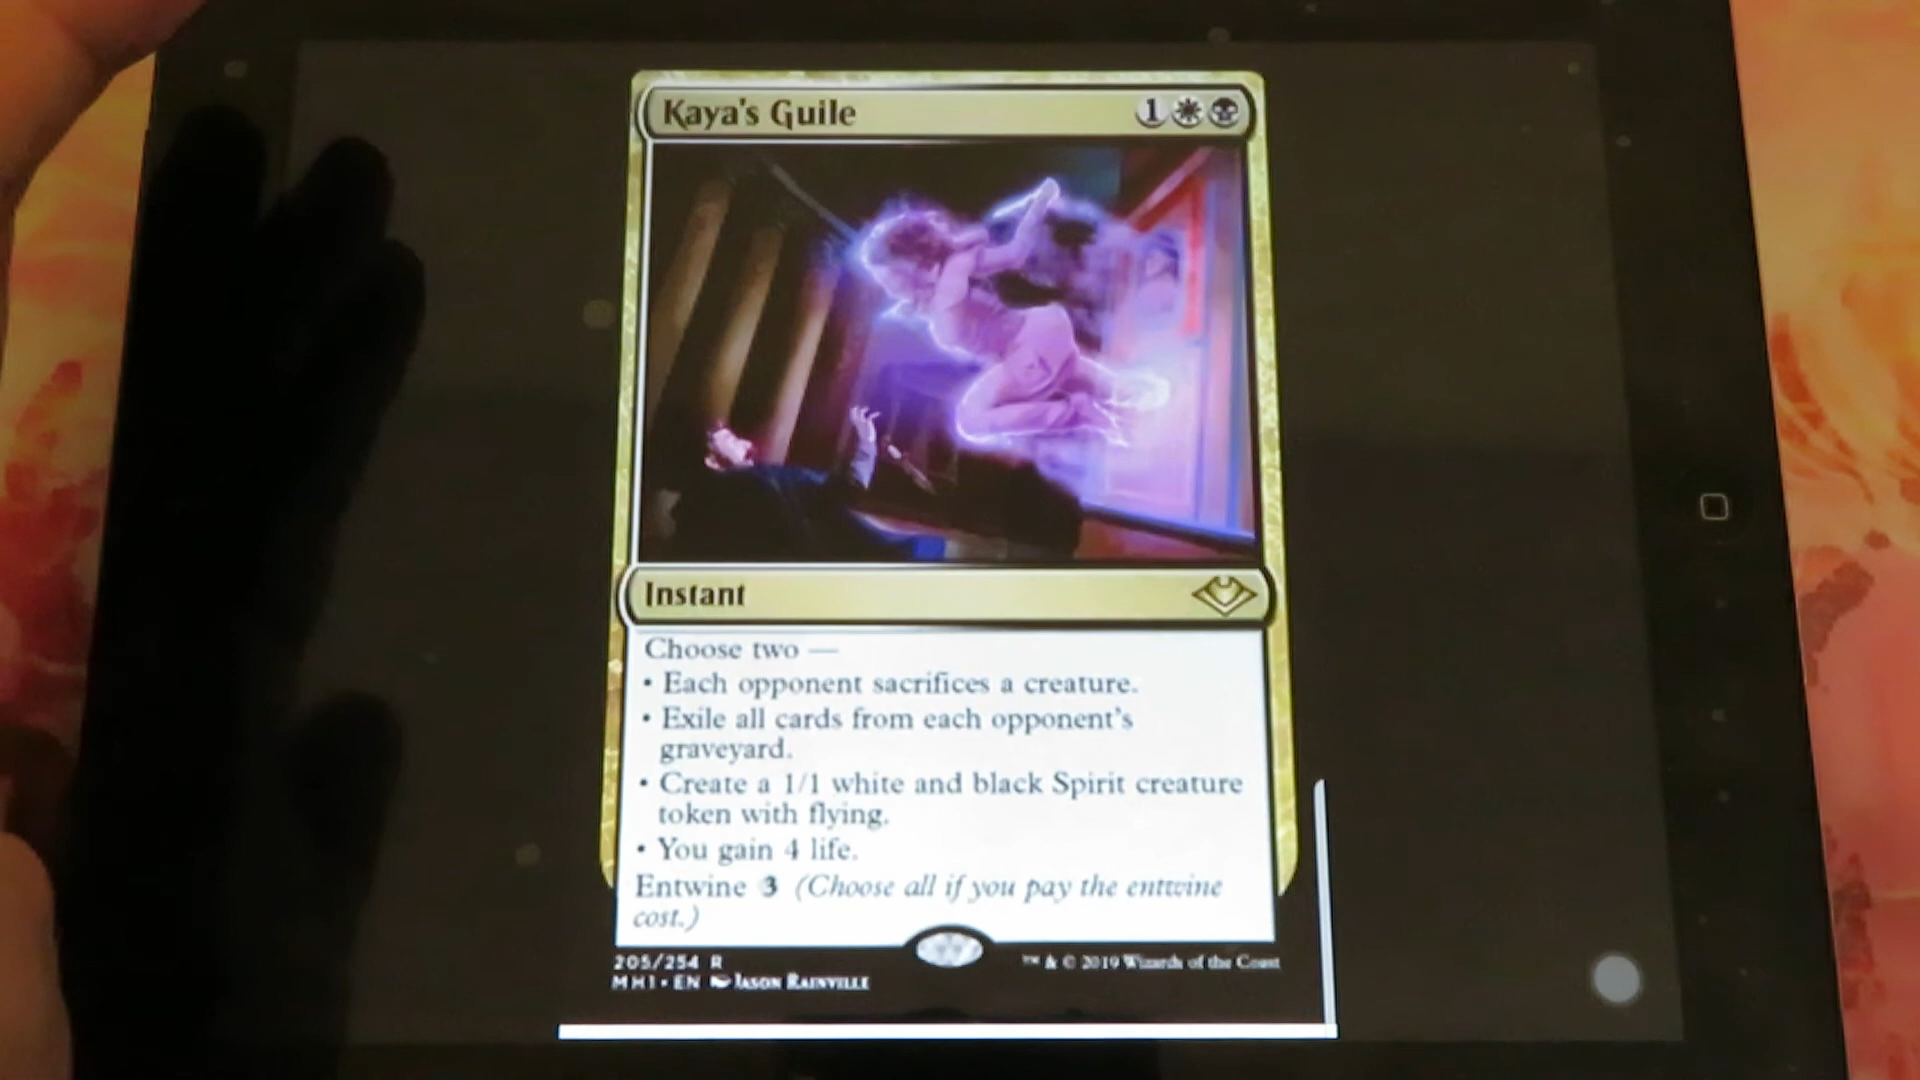 Kaya's Guile 1
Instant
Choose two —
• Each opponent sacrifices a creature.
• Exile all cards from each opponent's
graveyard.
• Create a 1/1 white and black Spirit creature
token with flying.
• You gain 4 life.
Entwine 3 (Choose all if you pay the entwine
cost.)
205/254 R
™ & © 2019 Wizards of the Coast
MH1 • EN Jason Rainville